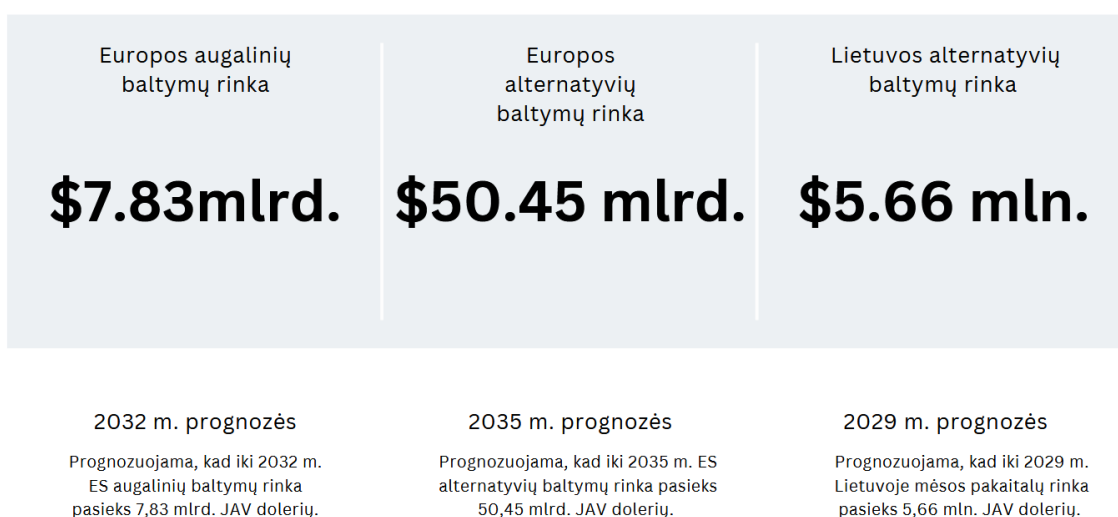 Europos augalinių
baltymų rinka
$7.83mlrd.
2032 m. prognozės
Prognozuojama, kad iki 2032 m.
ES augalinių baltymų rinka
pasieks 7,83 mlrd. JAV dolerių.
Europos
alternatyvių
baltymų rinka
$50.45 mlrd.
2035 m. prognozės
Prognozuojama, kad iki 2035 m. ES
alternatyvių baltymų rinka pasieks
50,45 mlrd. JAV dolerių.
Lietuvos alternatyvių
baltymų rinka
$5.66 mln.
2029 m. prognozės
Prognozuojama, kad iki 2029 m.
Lietuvoje mėsos pakaitalų rinka
pasieks 5,66 mln. JAV dolerių.